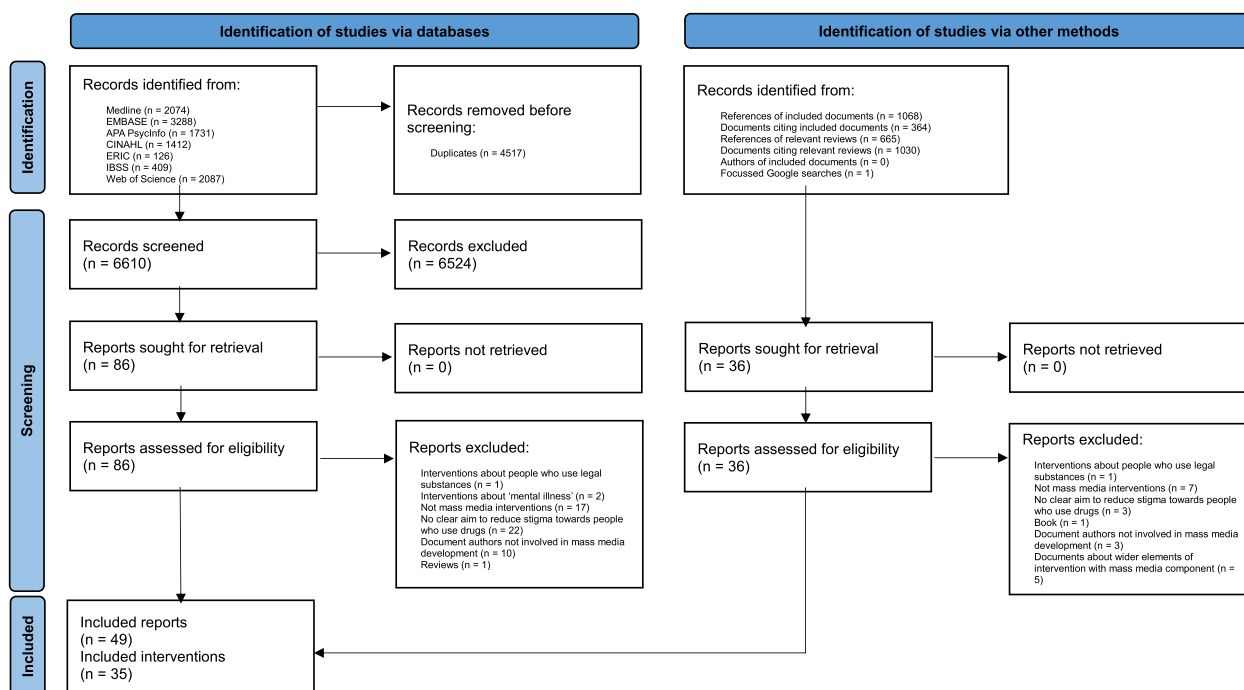 Identification of studies via databases
Identification of studies via other methods
Identification
Records identified from:
Medline (n = 2074)
EMBASE (n = 3288)
APA PsycInfo (n = 1731)
CINAHL (n = 1412)
ERIC (n = 126)
IBSS (n = 409)
Web of Science (n = 2087)
Records removed before
screening:
Duplicates (n = 4517)
Records identified from:
References of included documents (n = 1068)
Documents citing included documents (n = 364)
References of relevant reviews (n = 665)
Documents citing relevant reviews (n = 1030)
Authors of included documents (n = 0)
Focussed Google searches (n = 1)
Screening
Records screened
(n = 6610)
Records excluded
(n = 6524)
Reports sought for retrieval
(n = 86)
Reports not retrieved
(n = 0)
Reports sought for retrieval
(n = 36)
Reports not retrieved
(n = 0)
Reports assessed for eligibility
(n = 86)
Reports excluded:
Interventions about people who use legal
substances (n = 1)
Interventions about ‘mental illness’ (n = 2)
Not mass media interventions (n = 17)
No clear aim to reduce stigma towards people
who use drugs (n = 22)
Document authors not involved in mass media
development (n = 10)
Reviews (n = 1)
Reports assessed for eligibility
(n = 36)
Reports excluded:
Interventions about people who use legal
substances (n = 1)
Not mass media interventions (n = 7)
No clear aim to reduce stigma towards people
who use drugs (n = 3)
Book (n = 1)
Document authors not involved in mass media
development (n = 3)
Documents about wider elements of
intervention with mass media component (n =
5)
Included
Included reports
(n = 49)
Included interventions
(n = 35)